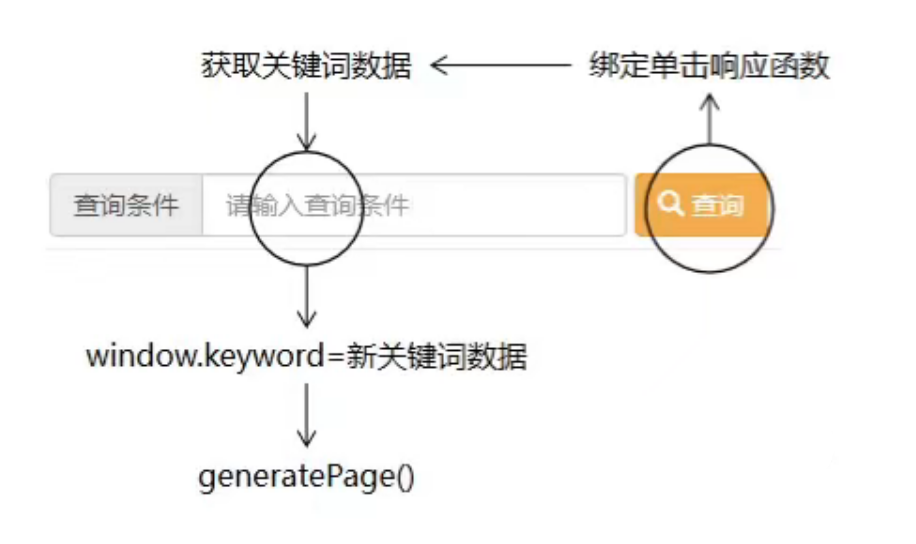 获取关键词数据
绑定单击响应函数
查询条件
请输入查询条件
查询
window.keyword=新关键词数据
generatePage()